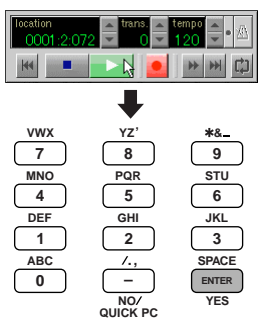 location trans. tempo
0001:2:072 0 120
VWX YZ' *&_
7 8 9
MNO PQR STU
4 5 6
DEF GHI JKL
1 2 3
ABC /., SPACE
0 – ENTER
NO/ YES
QUICK PC